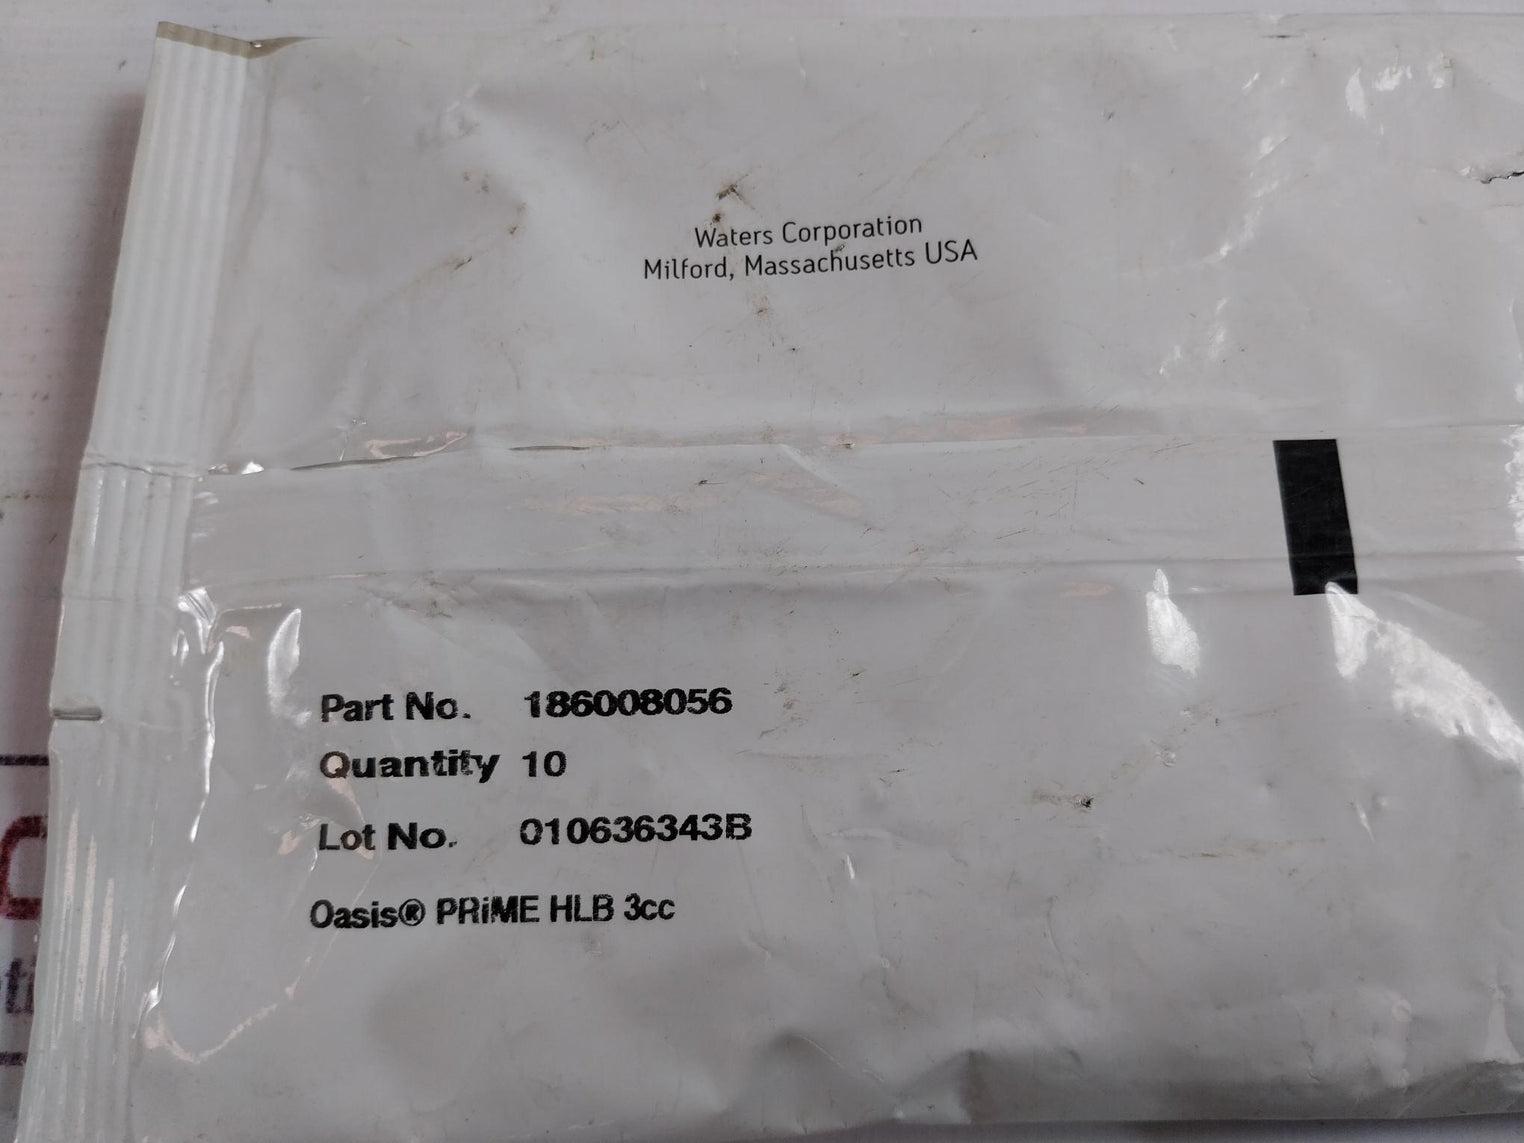 Waters Corporation
Milford, Massachusetts USA
Part No. 186008056
Quantity 10
Lot No. 010636343B
Oasis® PRiME HLB 3cc